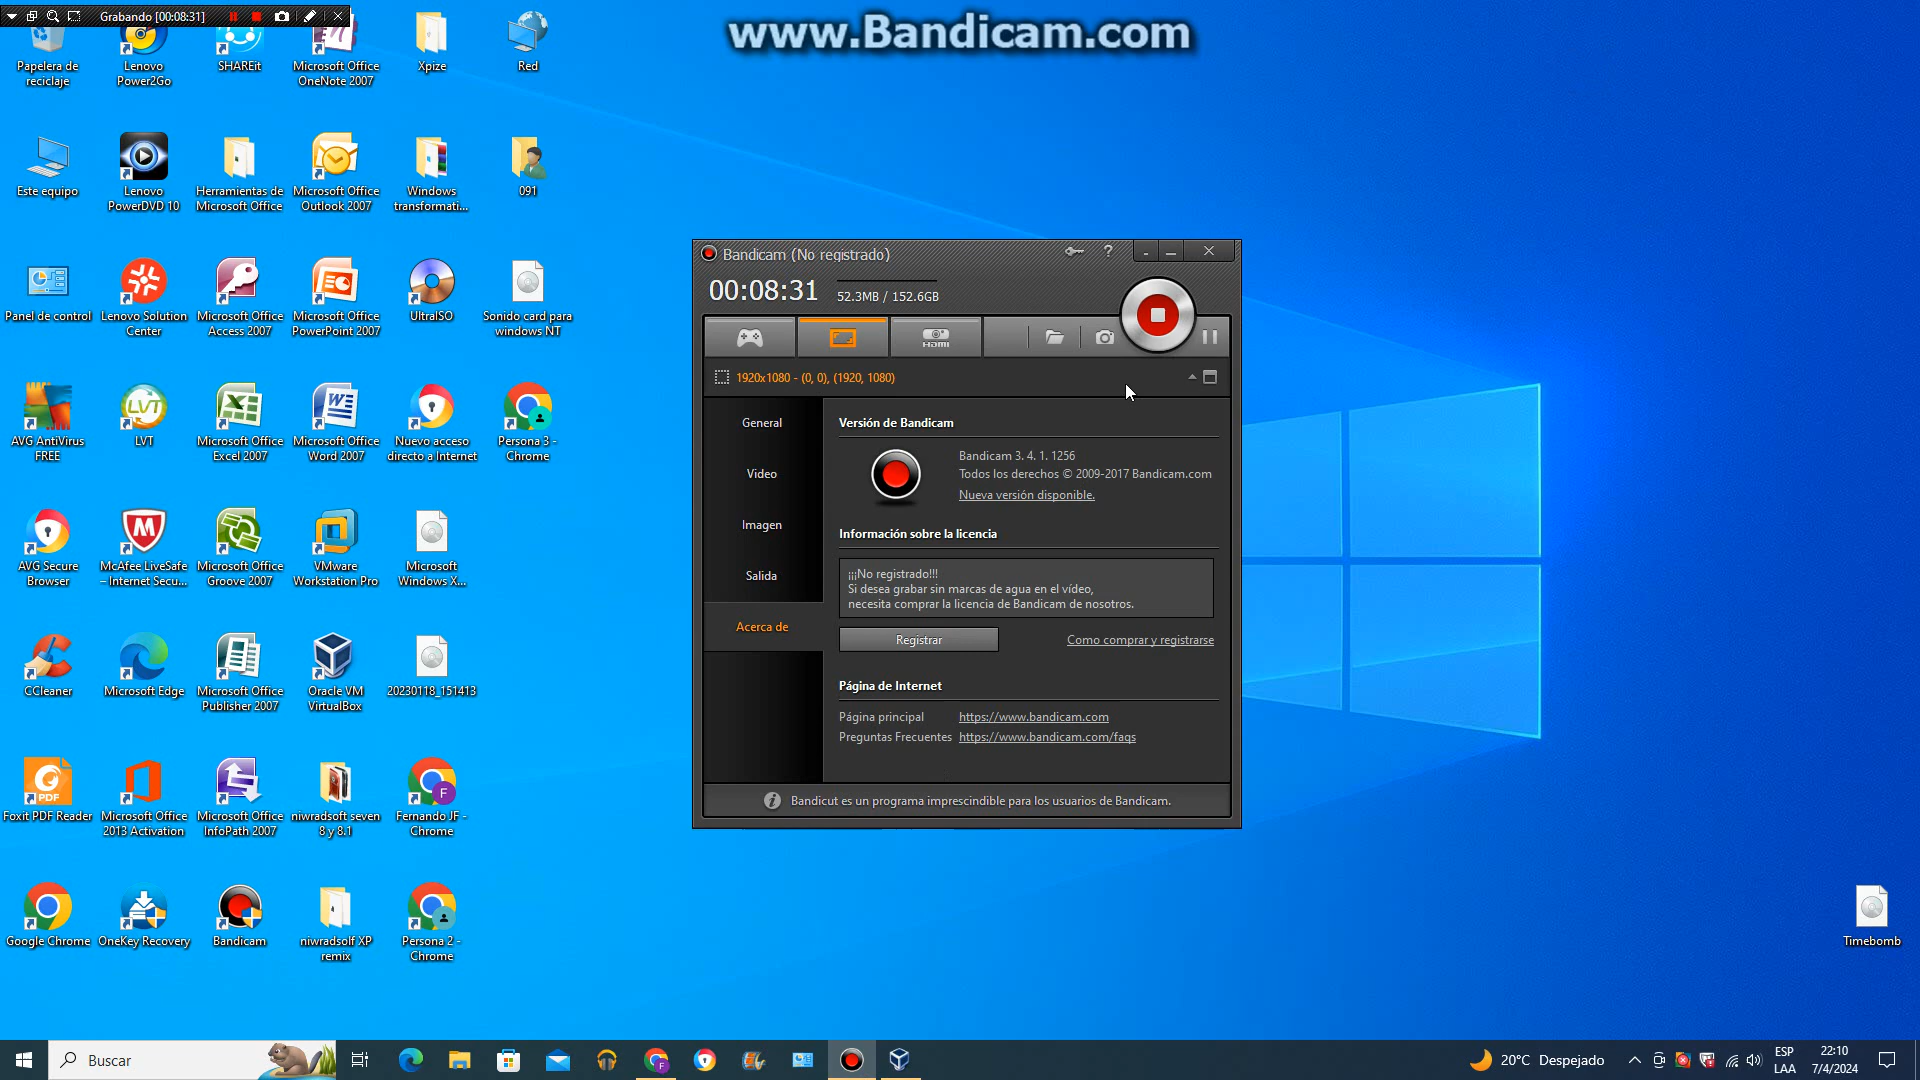 Grabando [00:08:31]
www.Bandicam.com
Papelera de
reciclaje
Lenovo
Power2Go
SHAREit
Microsoft Office
OneNote 2007
Xpize
Red
Este equipo
Lenovo
PowerDVD 10
Herramientas de
Microsoft Office
Microsoft Office
Outlook 2007
Windows
transformati...
091
Panel de control
Lenovo Solution
Center
Microsoft Office
Access 2007
Microsoft Office
PowerPoint 2007
UltraISO
Sonido card para
windows NT
AVG AntiVirus
FREE
LVT
Microsoft Office
Excel 2007
Microsoft Office
Word 2007
Nuevo acceso
directo a Internet
Persona 3 -
Chrome
AVG Secure
Browser
McAfee LiveSafe
– Internet Secu...
Microsoft Office
Groove 2007
VMware
Workstation Pro
Microsoft
Windows X...
CCleaner
Microsoft Edge
Microsoft Office
Publisher 2007
Oracle VM
VirtualBox
20230118_151413
Foxit PDF Reader
Microsoft Office
2013 Activation
Microsoft Office
InfoPath 2007
niwradsoft seven
8 y 8.1
Fernando JF -
Chrome
Google Chrome
OneKey Recovery
Bandicam
niwradsolf XP
remix
Persona 2 -
Chrome
Timebomb
Bandicam (No registrado)
00:08:31
52.3MB / 152.6GB
HDMI
1920x1080 - (0, 0), (1920, 1080)
General
Video
Imagen
Salida
Acerca de
Versión de Bandicam
Bandicam 3. 4. 1. 1256
Todos los derechos © 2009-2017 Bandicam.com
Nueva versión disponible.
Información sobre la licencia
¡¡¡No registrado!!!
Si desea grabar sin marcas de agua en el vídeo,
necesita comprar la licencia de Bandicam de nosotros.
Registrar
Como comprar y registrarse
Página de Internet
Página principal
https://www.bandicam.com
Preguntas Frecuentes
https://www.bandicam.com/faqs
Bandicut es un programa imprescindible para los usuarios de Bandicam.
Buscar
20°C Despejado
ESP
LAA
22:10
7/4/2024